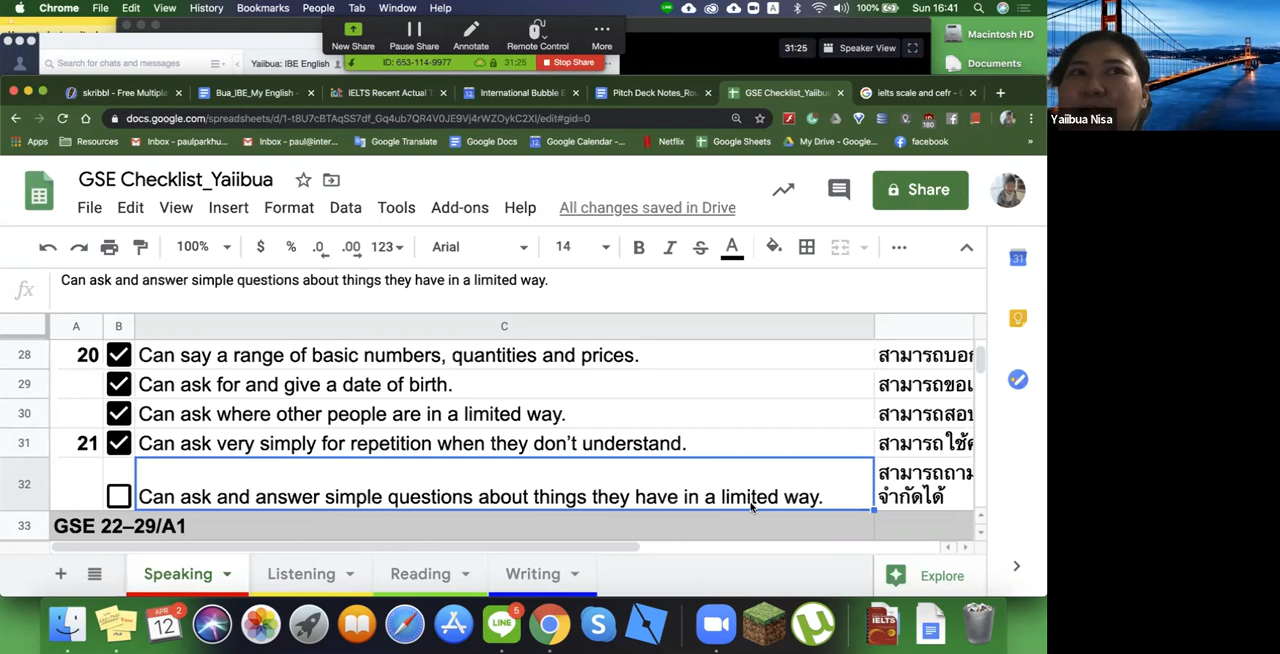 Chrome File Edit View History Bookmarks People Tab Window Help 100% Sun 16:41
New Share Pause Share Annotate Remote Control More
ID: 653-114-9977 31:25 Stop Share
31:25 Speaker View
Macintosh HD
Documents
Search for chats and messages
Yaiibua: IBE English
skribbl - Free Multipla
Bua_IBE_My English -
IELTS Recent Actual T
International Bubble E
Pitch Deck Notes_Rou
GSE Checklist_Yaiibua
ielts scale and cefr -
docs.google.com/spreadsheets/d/1-t8U7cBTAqSS7df_Gq4ub7QR4V0JE9Vj4rWZOykC2XI/edit#gid=0
180
Apps Resources Inbox - paulparkhu... Inbox - paul@inter... Google Translate Google Docs Google Calendar -... Netflix Google Sheets My Drive - Google... facebook »
GSE Checklist_Yaiibua
Share
File Edit View Insert Format Data Tools Add-ons Help All changes saved in Drive
100% $ % .0 .00 123 Arial 14 B I S A
31
fx Can ask and answer simple questions about things they have in a limited way.
A B C
28 20 Can say a range of basic numbers, quantities and prices. สามารถบอก
29 Can ask for and give a date of birth. สามารถขอ
30 Can ask where other people are in a limited way. สามารถสอบ
31 21 Can ask very simply for repetition when they don't understand. สามารถใช้
32 Can ask and answer simple questions about things they have in a limited way. สามารถถาม
จำกัดได้
33 GSE 22–29/A1
Speaking Listening Reading Writing Explore
APR 2
12
LINE
5
IELTS
Yaiibua Nisa